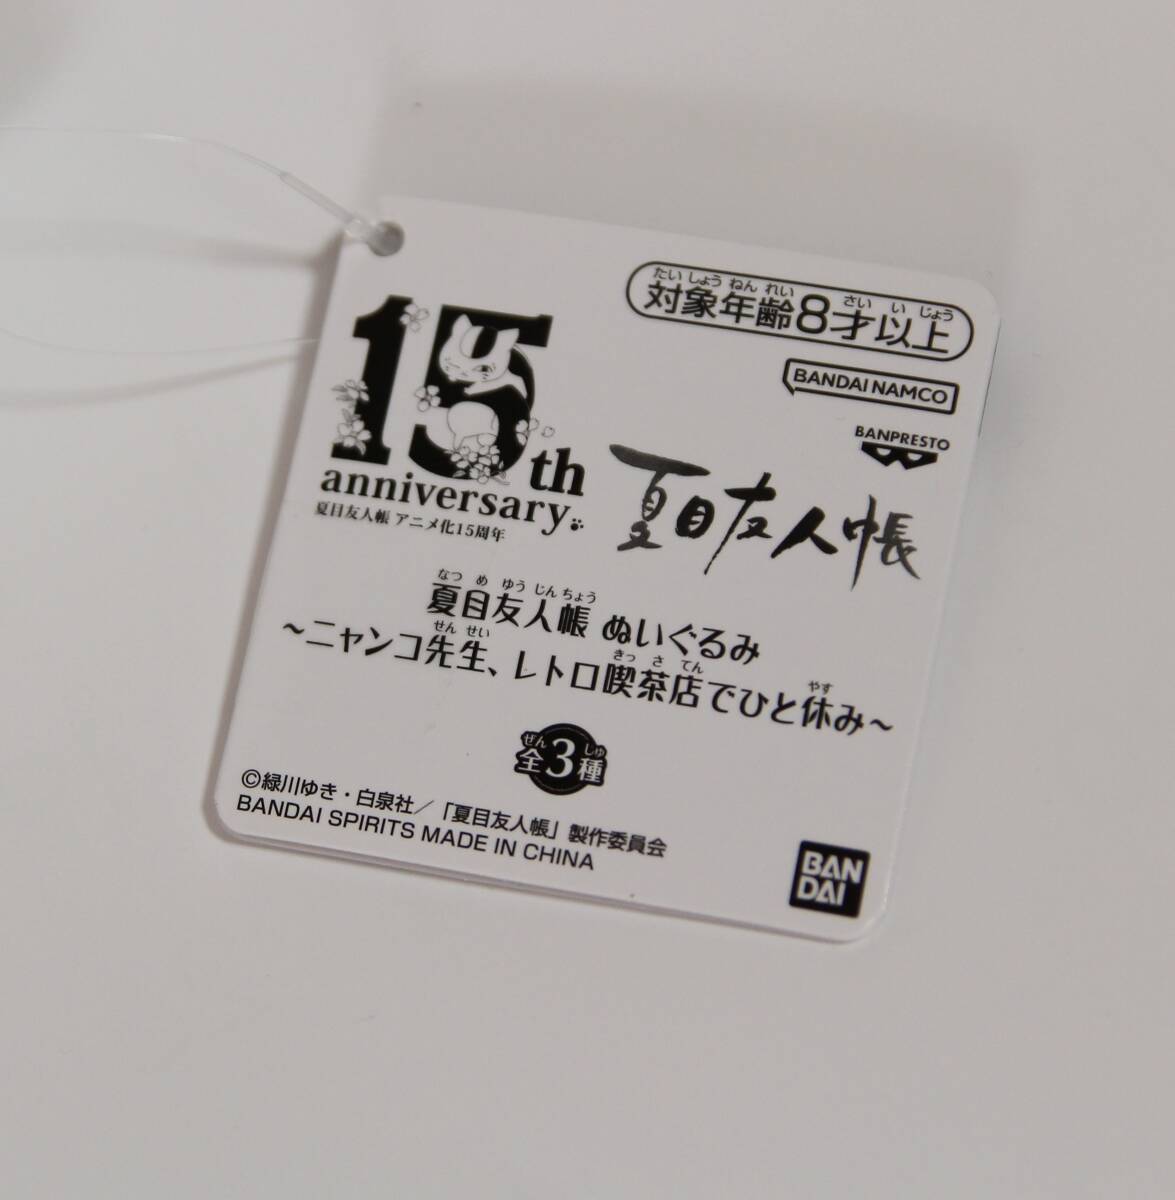 たいしょうねんれい さいいじょう
対象年齢8才以上
BANDAI NAMCO
BANPRESTO
15th
anniversary
夏目友人帳 アニメ化15周年
夏目友人帳
なつめゆうじんちょう
夏目友人帳 ぬいぐるみ
せんせい きっさてん やす
～ニャンコ先生、レトロ喫茶店でひと休み～
ぜん しゅ
全3種
©緑川ゆき・白泉社／「夏目友人帳」製作委員会
BANDAI SPIRITS MADE IN CHINA
BAN
DAI